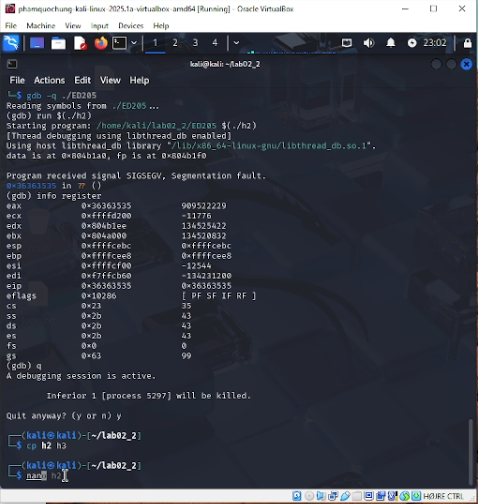 phamquochung-kali-linux-2025.1a-virtualbox-amd64 [Running] - Oracle VirtualBox
File Machine View Input Devices Help
1 2 3 4 23:02
kali@kali: ~/lab02_2
File Actions Edit View Help
└─$ gdb -q ./ED205
Reading symbols from ./ED205...
(gdb) run $(./h2)
Starting program: /home/kali/lab02_2/ED205 $(./h2)
[Thread debugging using libthread_db enabled]
Using host libthread_db library "/lib/x86_64-linux-gnu/libthread_db.so.1".
data is at 0×804b1a0, fp is at 0×804b1f0
Program received signal SIGSEGV, Segmentation fault.
0×36363535 in ?? ()
(gdb) info register
eax 0×36363535 909522229
ecx 0×ffffd200 -11776
edx 0×804b1ee 134525422
ebx 0×804a000 134520832
esp 0×ffffcebc 0×ffffcebc
ebp 0×ffffcee8 0×ffffcee8
esi 0×ffffcf00 -12544
edi 0×f7ffcb60 -134231200
eip 0×36363535 0×36363535
eflags 0×10286 [ PF SF IF RF ]
cs 0×23 35
ss 0×2b 43
ds 0×2b 43
es 0×2b 43
fs 0×0 0
gs 0×63 99
(gdb) q
A debugging session is active.
Inferior 1 [process 5297] will be killed.
Quit anyway? (y or n) y
┌──(kali㉿kali)-[~/lab02_2]
└─$ cp h2 h3
┌──(kali㉿kali)-[~/lab02_2]
└─$ nano h2
HØJRE CTRL